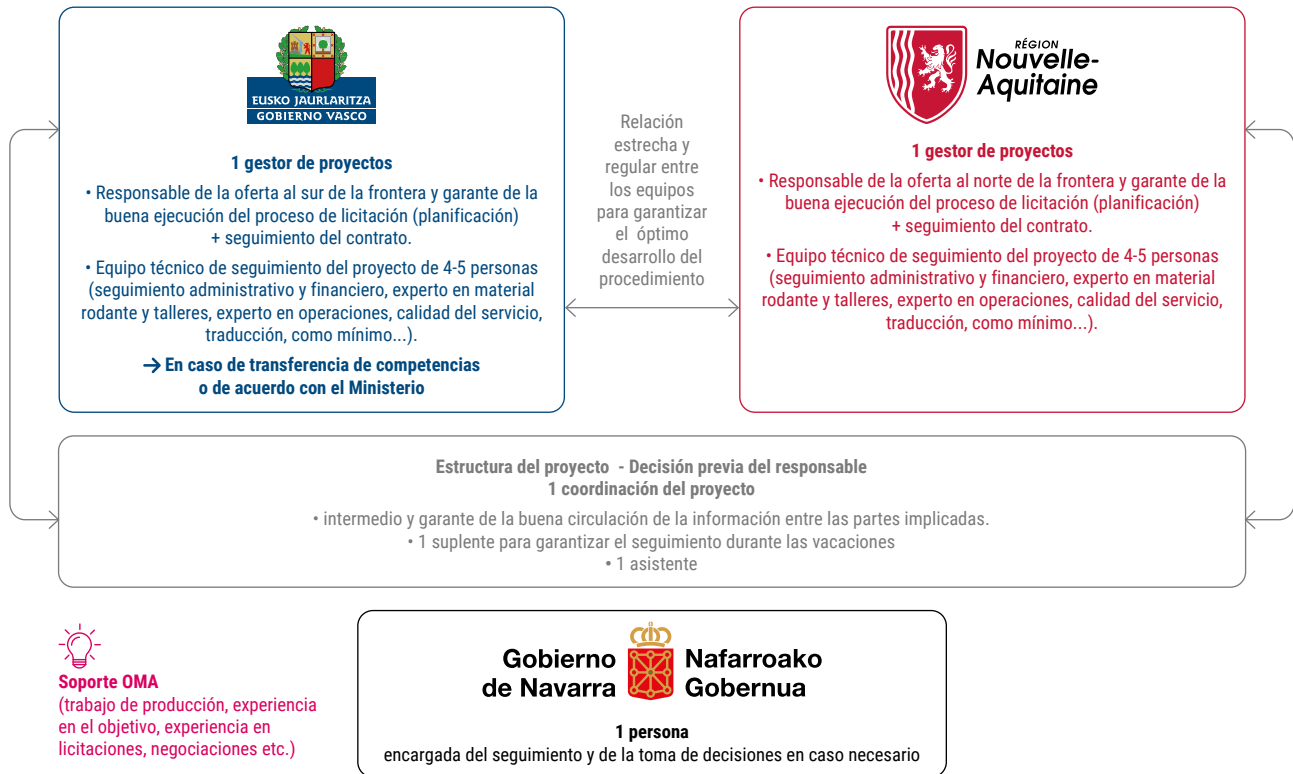 EUSKO JAURLARITZA
GOBIERNO VASCO
1 gestor de proyectos
• Responsable de la oferta al sur de la frontera y garante de la
buena ejecución del proceso de licitación (planificación)
+ seguimiento del contrato.
• Equipo técnico de seguimiento del proyecto de 4-5 personas
(seguimiento administrativo y financiero, experto en material
rodante y talleres, experto en operaciones, calidad del servicio,
traducción, como mínimo...).
→ En caso de transferencia de competencias
o de acuerdo con el Ministerio
Relación
estrecha y
regular entre
los equipos
para garantizar
el óptimo
desarrollo del
procedimiento
RÉGION
Nouvelle-
Aquitaine
1 gestor de proyectos
• Responsable de la oferta al norte de la frontera y garante de la
buena ejecución del proceso de licitación (planificación)
+ seguimiento del contrato.
• Equipo técnico de seguimiento del proyecto de 4-5 personas
(seguimiento administrativo y financiero, experto en material
rodante y talleres, experto en operaciones, calidad del servicio,
traducción, como mínimo...).
Estructura del proyecto - Decisión previa del responsable
1 coordinación del proyecto
• intermedio y garante de la buena circulación de la información entre las partes implicadas.
• 1 suplente para garantizar el seguimiento durante las vacaciones
• 1 asistente
Soporte OMA
(trabajo de producción, experiencia
en el objetivo, experiencia en
licitaciones, negociaciones etc.)
Gobierno
de Navarra
Nafarroako
Gobernua
1 persona
encargada del seguimiento y de la toma de decisiones en caso necesario